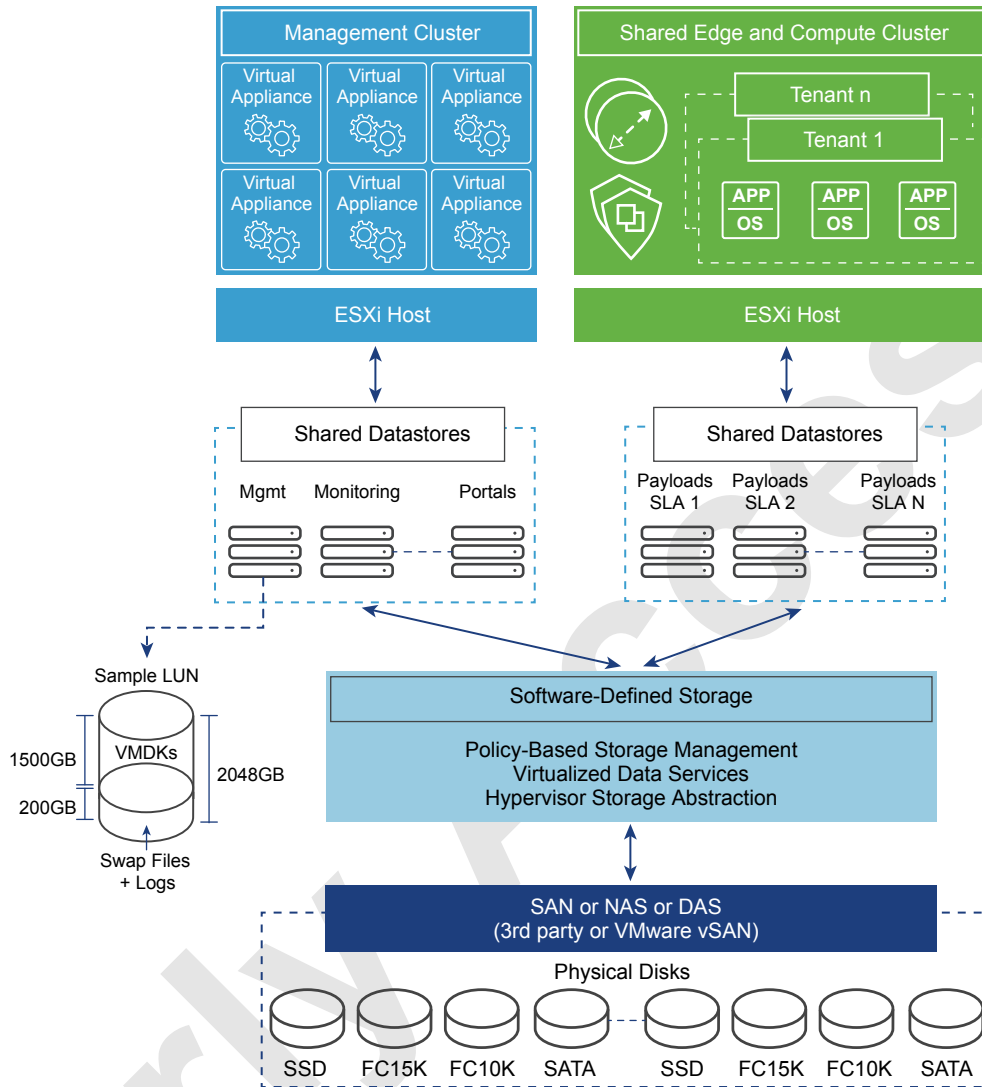 Management Cluster
Virtual Appliance
Virtual Appliance
Virtual Appliance
Virtual Appliance
Virtual Appliance
Virtual Appliance
ESXi Host
Shared Edge and Compute Cluster
Tenant n
Tenant 1
APP
OS
APP
OS
APP
OS
ESXi Host
Shared Datastores
Mgmt
Monitoring
Portals
Shared Datastores
Payloads
SLA 1
Payloads
SLA 2
Payloads
SLA N
Sample LUN
1500GB
VMDKs
200GB
2048GB
Swap Files
+ Logs
Software-Defined Storage
Policy-Based Storage Management
Virtualized Data Services
Hypervisor Storage Abstraction
SAN or NAS or DAS
(3rd party or VMware vSAN)
Physical Disks
SSD FC15K FC10K SATA SSD FC15K FC10K SATA
rly Acces